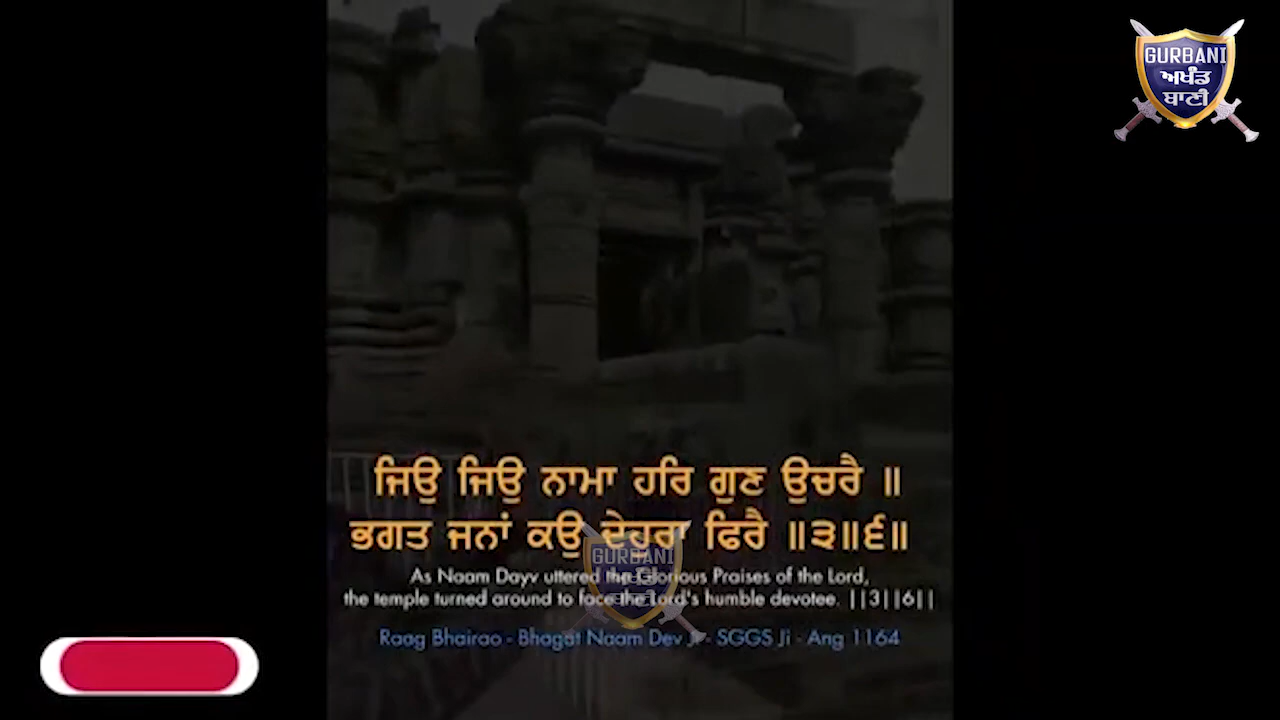 GURBANI
ਅਖੰਡ
ਬਾਣੀ
ਜਿਉ ਜਿਉ ਨਾਮਾ ਹਰਿ ਗੁਣ ਉਚਰੈ ॥
ਭਗਤ ਜਨਾਂ ਕਉ ਦੇਹੁਰਾ ਫਿਰੈ ॥੩॥੬॥
GURBANI
ਅਖੰਡ
ਬਾਣੀ
As Naam Dayv uttered the Glorious Praises of the Lord,
the temple turned around to face the Lord's humble devotee. ||3||6||
Raag Bhairao - Bhagat Naam Dev Ji - SGGS Ji - Ang 1164